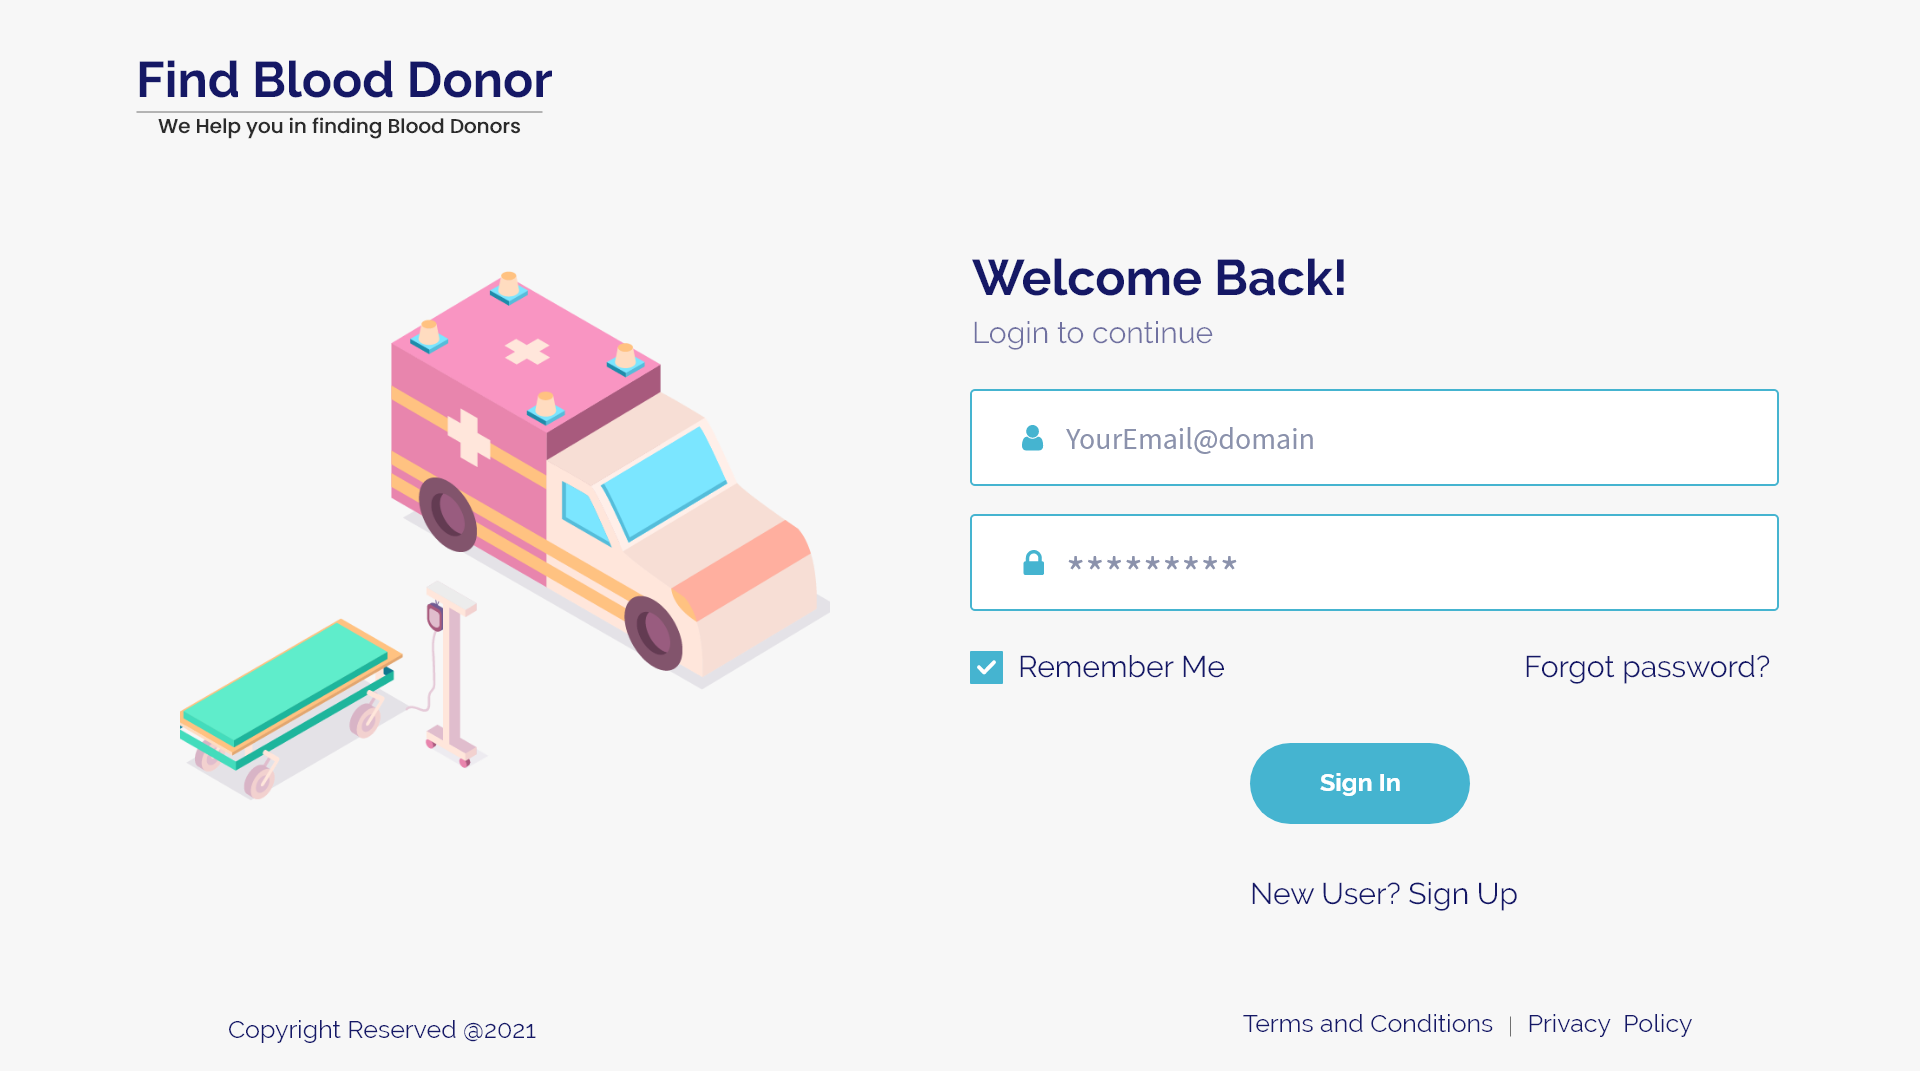 Find Blood Donor
We Help you in finding Blood Donors
Welcome Back!
Login to continue
YourEmail@domain
*********
Remember Me
Forgot password?
Sign In
New User? Sign Up
Copyright Reserved @2021
Terms and Conditions | Privacy Policy